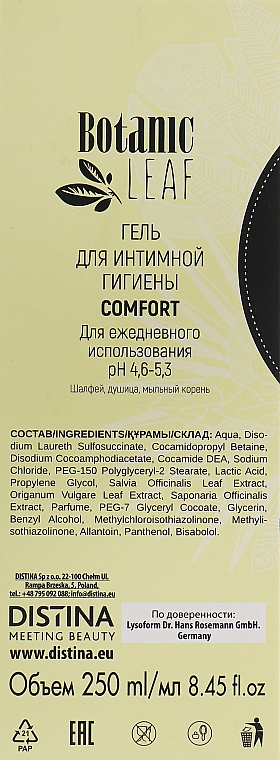 Botanic
LEAF
ГЕЛЬ
ДЛЯ ИНТИМНОЙ
ГИГИЕНЫ
COMFORT
Для ежедневного
использования
pH 4,6-5,3
Шалфей, душица, мыльный корень
СОСТАВ/INGREDIENTS/ҚҰРАМЫ/СКЛАД: Aqua, Diso-
dium Laureth Sulfosuccinate, Cocamidopropyl Betaine,
Disodium Cocoamphodiacetate, Cocamide DEA, Sodium
Chloride, PEG-150 Polyglyceryl-2 Stearate, Lactic Acid,
Propylene Glycol, Salvia Officinalis Leaf Extract,
Origanum Vulgare Leaf Extract, Saponaria Officinalis
Extract, Parfume, PEG-7 Glyceryl Cocoate, Glycerin,
Benzyl Alcohol, Methylchloroisothiazolinone, Methyli-
sothiazolinone, Allantoin, Panthenol, Bisabolol.
DISTINA Sp z o.o. 22-100 Chełm Ul.
Rampa Brzeska, 5, Poland
tel.: +48 795 092 088; info@distina.eu
DISTINA
MEETING BEAUTY
www.distina.eu
По доверенности:
Lysoform Dr. Hans Rosemann GmbH.
Germany
Объем 250 ml/мл 8.45 fl.oz
21
PAP
EAC